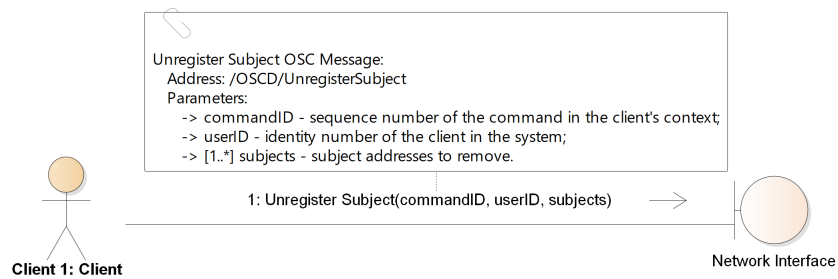 Unregister Subject OSC Message:
Address: /OSCD/UnregisterSubject
Parameters:
-> commandID - sequence number of the command in the client's context;
-> userID - identity number of the client in the system;
-> [1..*] subjects - subject addresses to remove.
1: Unregister Subject(commandID, userID, subjects)
Client 1: Client
Network Interface